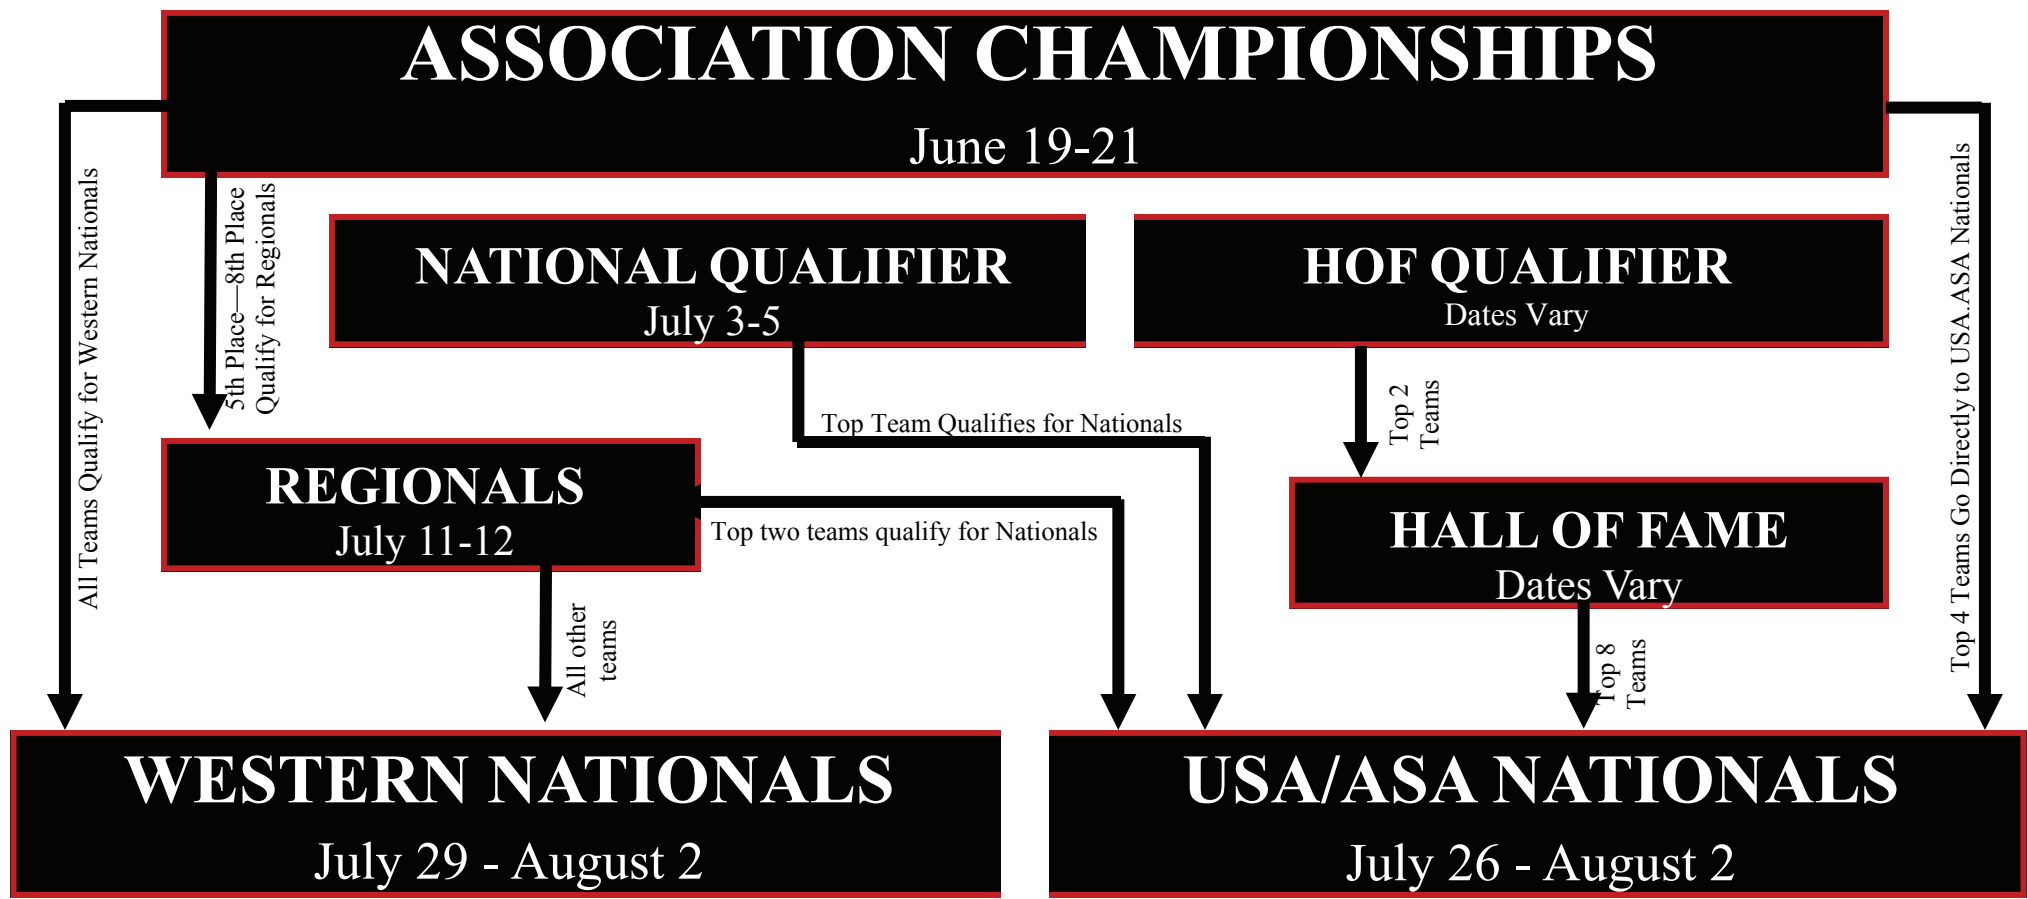 ASSOCIATION CHAMPIONSHIPS
June 19-21
All Teams Qualify for Western Nationals
5th Place—8th Place
Qualify for Regionals
NATIONAL QUALIFIER
July 3-5
HOF QUALIFIER
Dates Vary
Top 4 Teams Go Directly to USA.ASA Nationals
Top Team Qualifies for Nationals
Top 2
Teams
REGIONALS
July 11-12
Top two teams qualify for Nationals
HALL OF FAME
Dates Vary
All other
teams
Top 8
Teams
WESTERN NATIONALS
July 29 - August 2
USA/ASA NATIONALS
July 26 - August 2